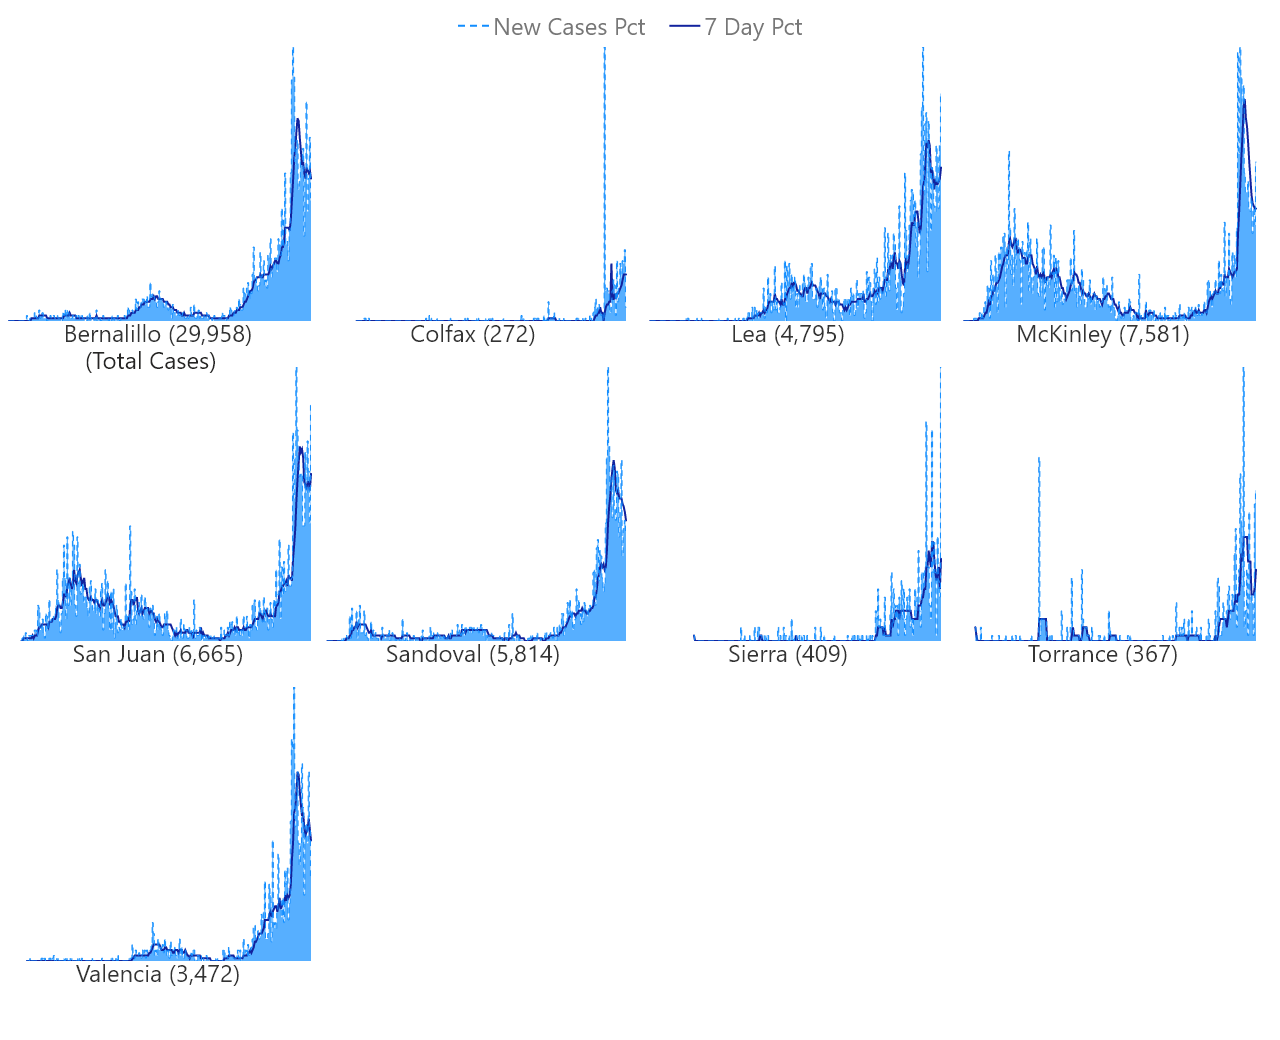 New Cases Pct 7 Day Pct
Bernalillo (29,958) Colfax (272) Lea (4,795) McKinley (7,581)
(Total Cases)
San Juan (6,665) Sandoval (5,814) Sierra (409) Torrance (367)
Valencia (3,472)